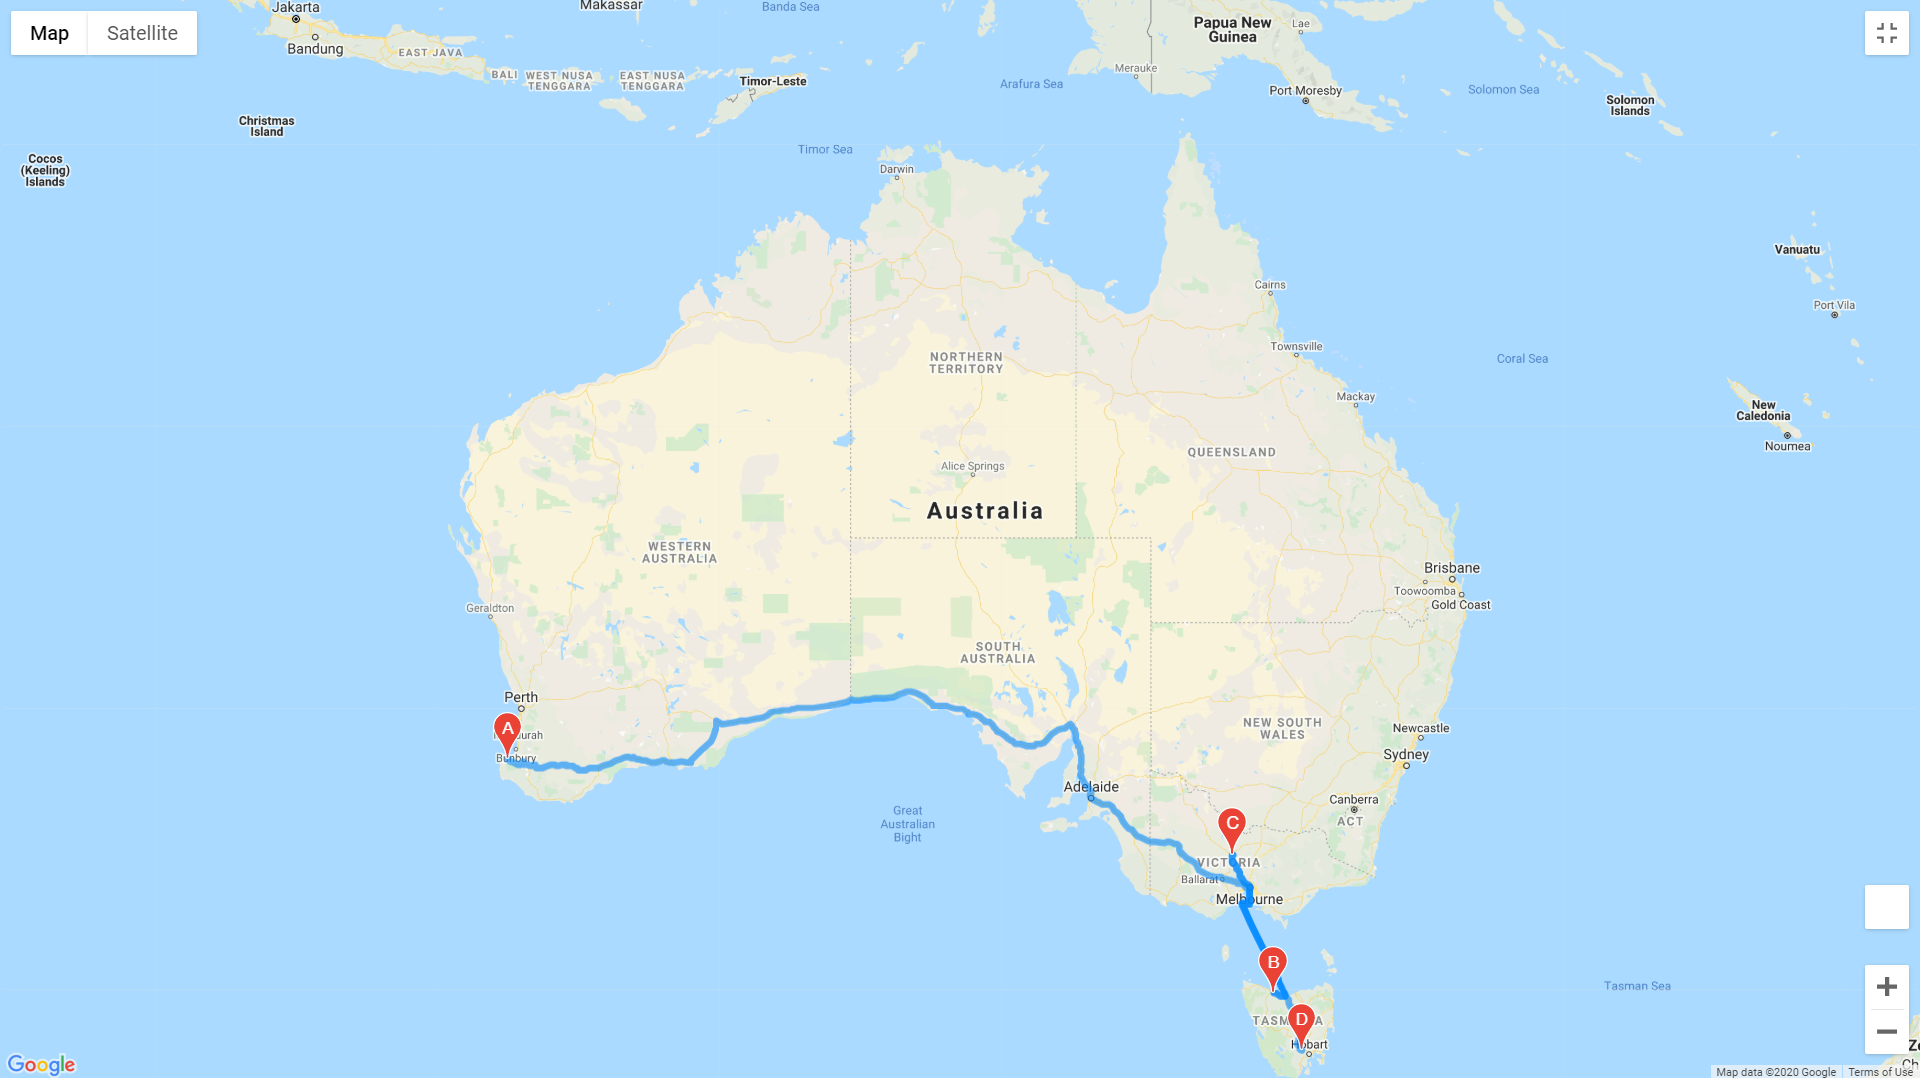 Map
Satellite
Jakarta
Bandung
EAST JAVA
BALI
WEST NUSA
TENGGARA
EAST NUSA
TENGGARA
Makassar
Banda Sea
Timor-Leste
Arafura Sea
Papua New
Guinea
Lae
Merauke
Port Moresby
Solomon Sea
Solomon
Islands
Christmas
Island
Cocos
(Keeling)
Islands
Timor Sea
Darwin
Vanuatu
Port Vila
Cairns
Townsville
Coral Sea
NORTHERN
TERRITORY
Mackay
New
Caledonia
Noumea
QUEENSLAND
Alice Springs
Australia
WESTERN
AUSTRALIA
Brisbane
Toowoomba
Gold Coast
Geraldton
SOUTH
AUSTRALIA
Perth
A
Bunbury
NEW SOUTH
WALES
Newcastle
Sydney
Adelaide
Canberra
ACT
Great
Australian
Bight
C
VICTORIA
Ballarat
Melbourne
B
Tasman Sea
D
Hobart
Google
Map data ©2020 Google
Terms of Use